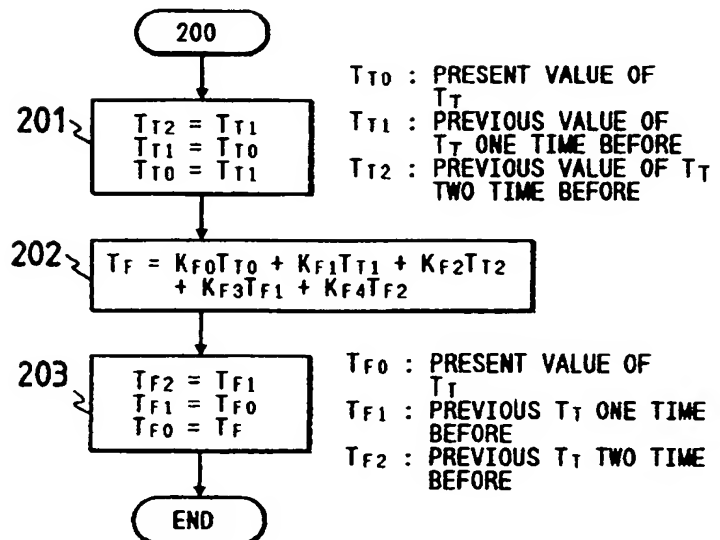 200
201
TT2 = TT1
TT1 = TT0
TT0 = TT1
TT0 : PRESENT VALUE OF
TT
TT1 : PREVIOUS VALUE OF
TT ONE TIME BEFORE
TT2 : PREVIOUS VALUE OF TT
TWO TIME BEFORE
202
TF = KF0TT0 + KF1TT1 + KF2TT2
+ KF3TF1 + KF4TF2
203
TF2 = TF1
TF1 = TF0
TF0 = TF
TF0 : PRESENT VALUE OF
TT
TF1 : PREVIOUS TT ONE TIME
BEFORE
TF2 : PREVIOUS TT TWO TIME
BEFORE
END